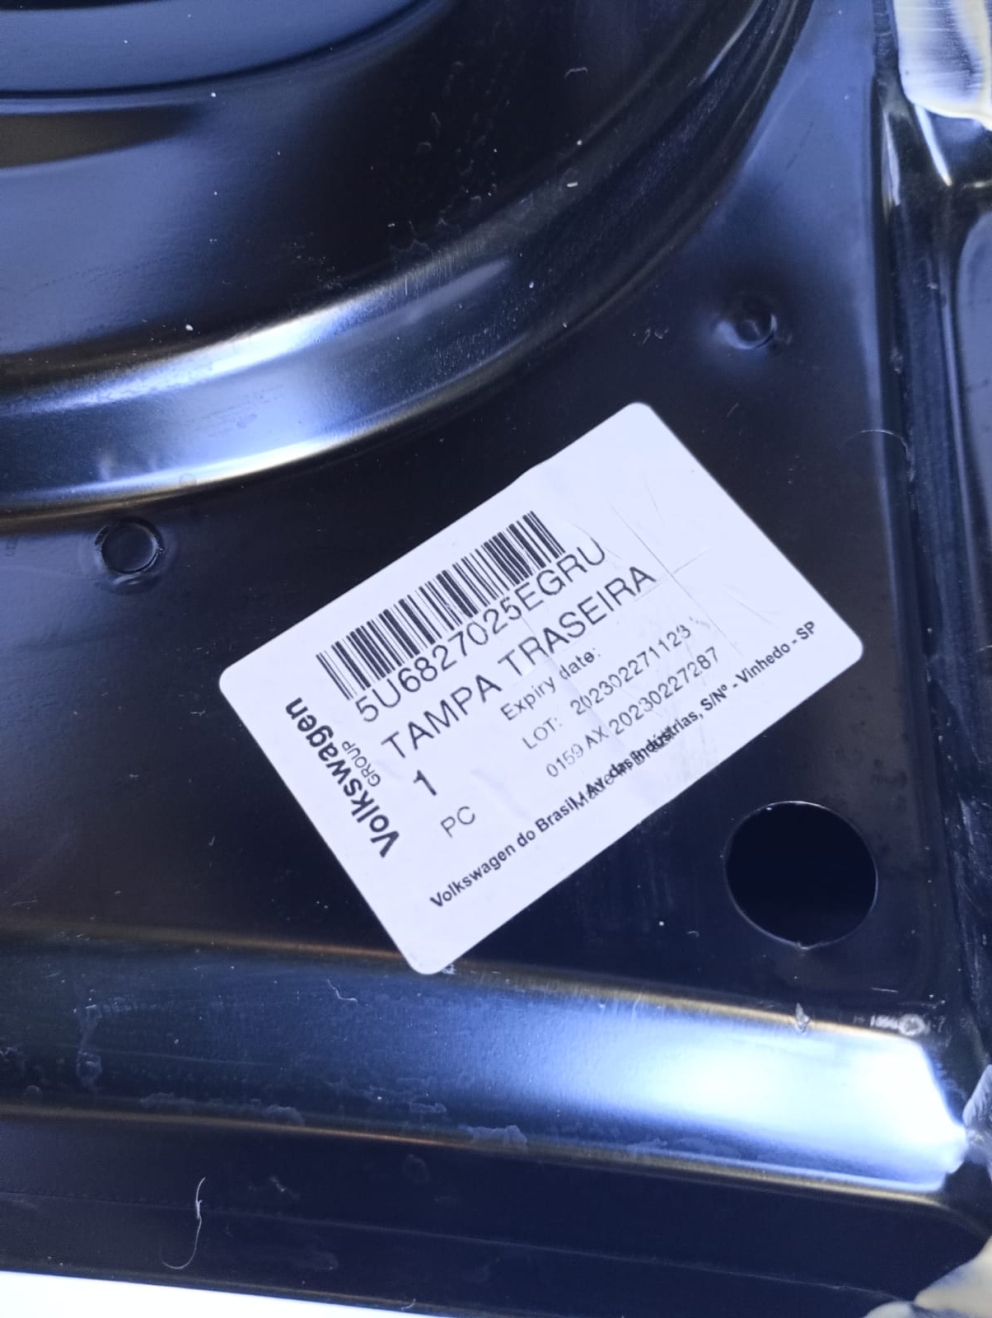 5U6827025EGRU
TAMPA TRASEIRA
Expiry date:
1
LOT: 202302271123
PC
0159 AX 20230227287
Volkswagen do Brasil - Av. das Indústrias, S/Nº - Vinhedo - SP
Volkswagen
GROUP